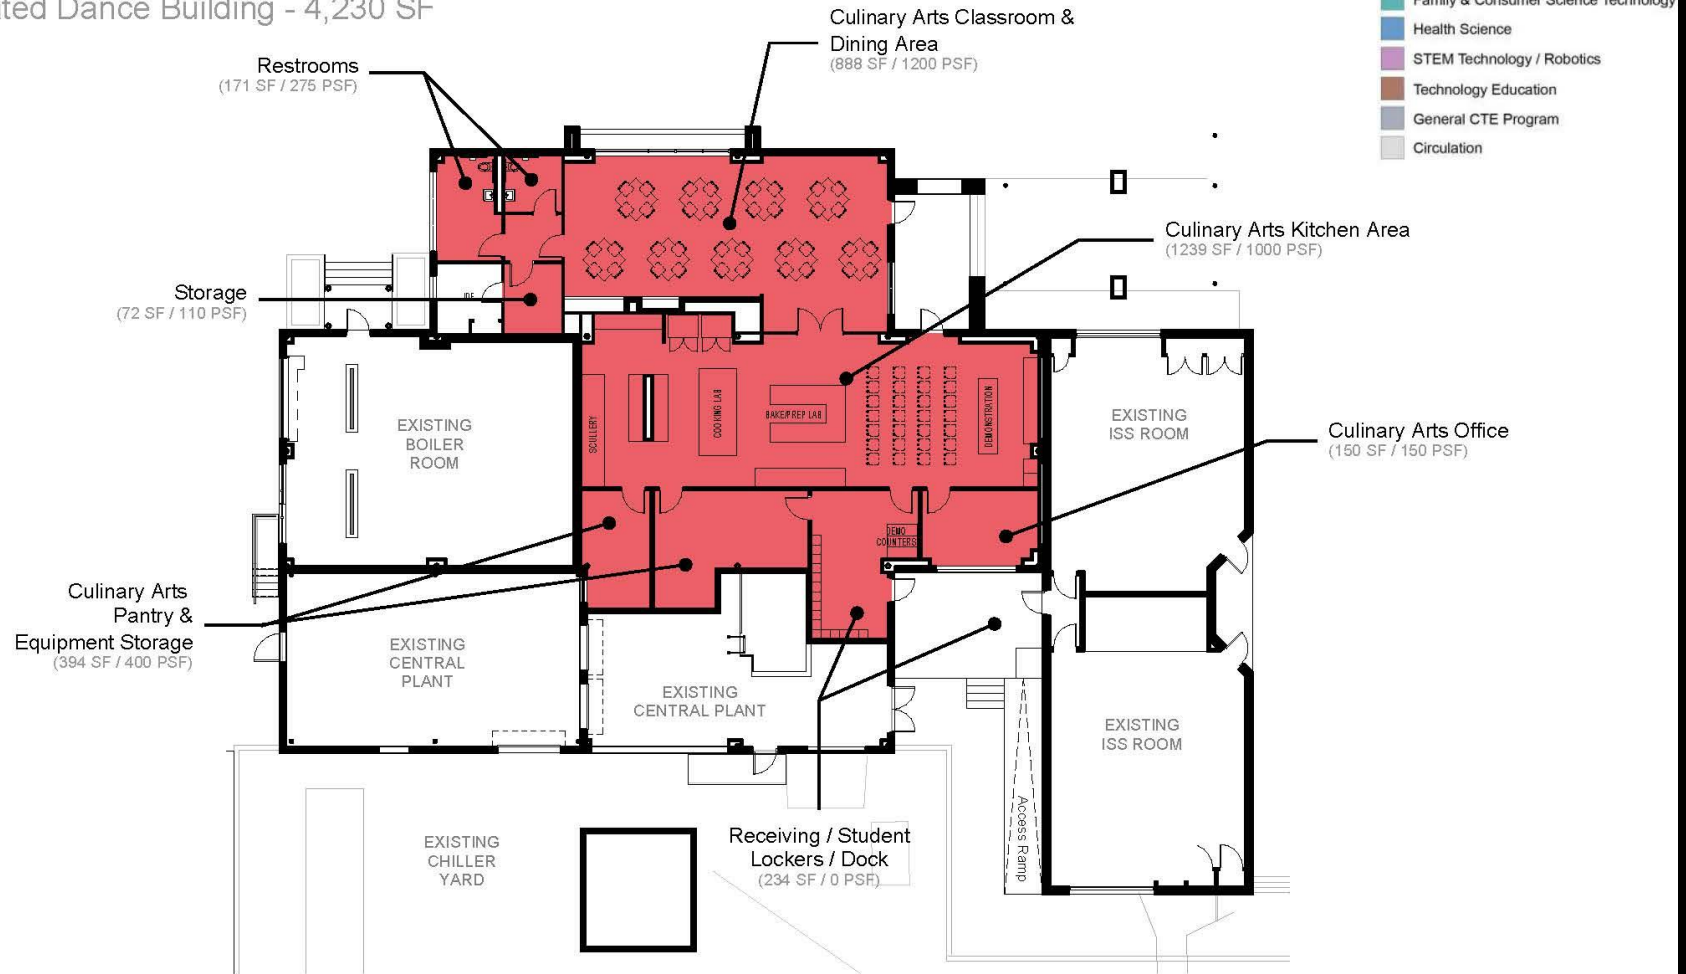 ated Dance Building - 4,230 SF
Family & Consumer Science Technology
Health Science
STEM Technology / Robotics
Technology Education
General CTE Program
Circulation
Culinary Arts Classroom &
Dining Area
(888 SF / 1200 PSF)
Restrooms
(171 SF / 275 PSF)
Culinary Arts Kitchen Area
(1239 SF / 1000 PSF)
Storage
(72 SF / 110 PSF)
IDF
EXISTING
BOILER
ROOM
SCULLERY
COOKING LAB
BAKE/PREP LAB
DEMONSTRATION
EXISTING
ISS ROOM
Culinary Arts Office
(150 SF / 150 PSF)
DEMO
COUNTERS
Culinary Arts
Pantry &
Equipment Storage
(394 SF / 400 PSF)
EXISTING
CENTRAL
PLANT
EXISTING
CENTRAL PLANT
EXISTING
ISS ROOM
Access Ramp
Receiving / Student
Lockers / Dock
(234 SF / 0 PSF)
EXISTING
CHILLER
YARD